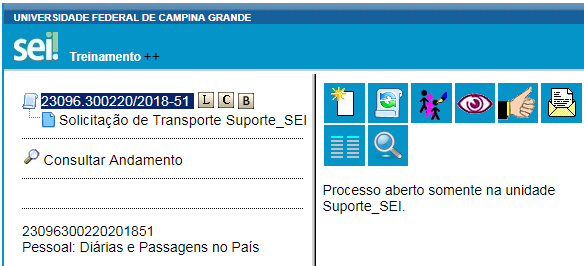 UNIVERSIDADE FEDERAL DE CAMPINA GRANDE
sei!
Treinamento ++
23096.300220/2018-51 L C B
Solicitação de Transporte Suporte_SEI
Consultar Andamento
23096300220201851
Pessoal: Diárias e Passagens no País
Processo aberto somente na unidade
Suporte_SEI.